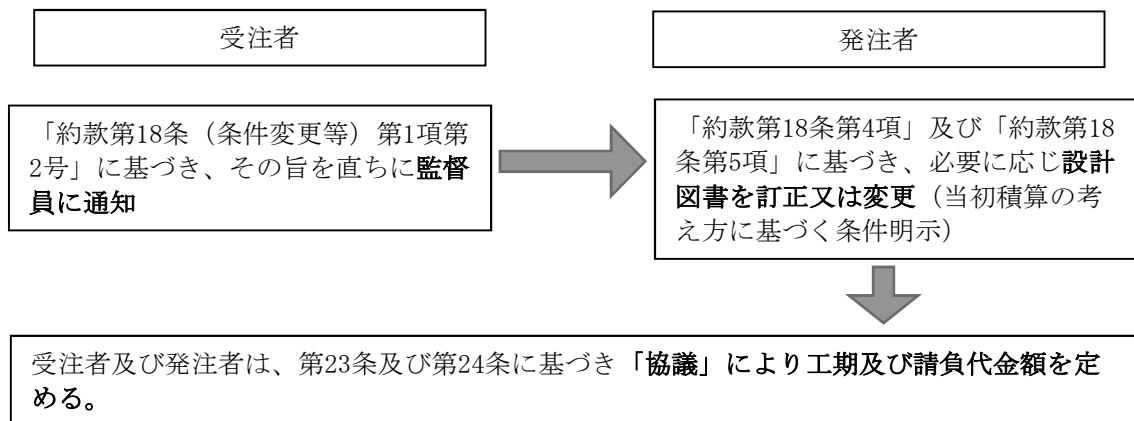 受注者
発注者
「約款第18条（条件変更等）第1項第
2号」に基づき、その旨を直ちに監督
員に通知
「約款第18条第4項」及び「約款第18
条第5項」に基づき、必要に応じ設計
図書を訂正又は変更（当初積算の考
え方に基づく条件明示）
受注者及び発注者は、第23条及び第24条に基づき「協議」により工期及び請負代金額を定
める。